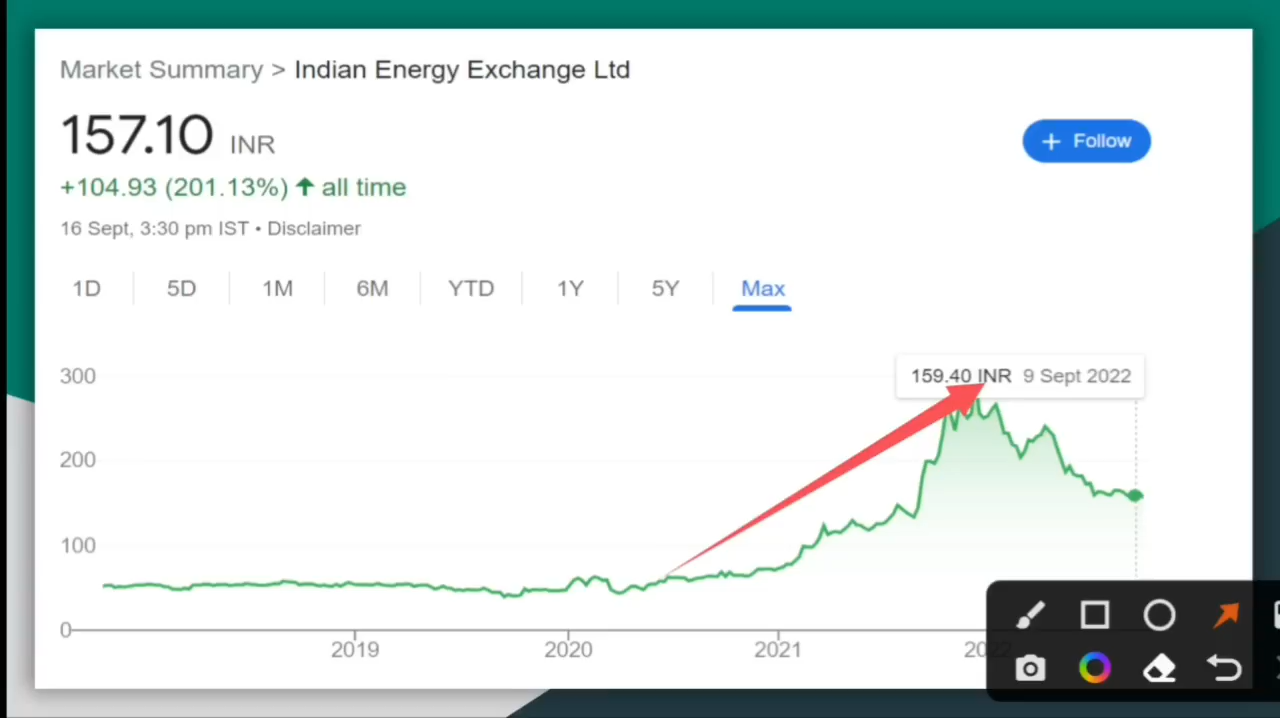 Market Summary > Indian Energy Exchange Ltd
157.10 INR
+ Follow
+104.93 (201.13%) ↑ all time
16 Sept, 3:30 pm IST • Disclaimer
1D 5D 1M 6M YTD 1Y 5Y Max
159.40 INR 9 Sept 2022
300
200
100
0
2019 2020 2021 2022